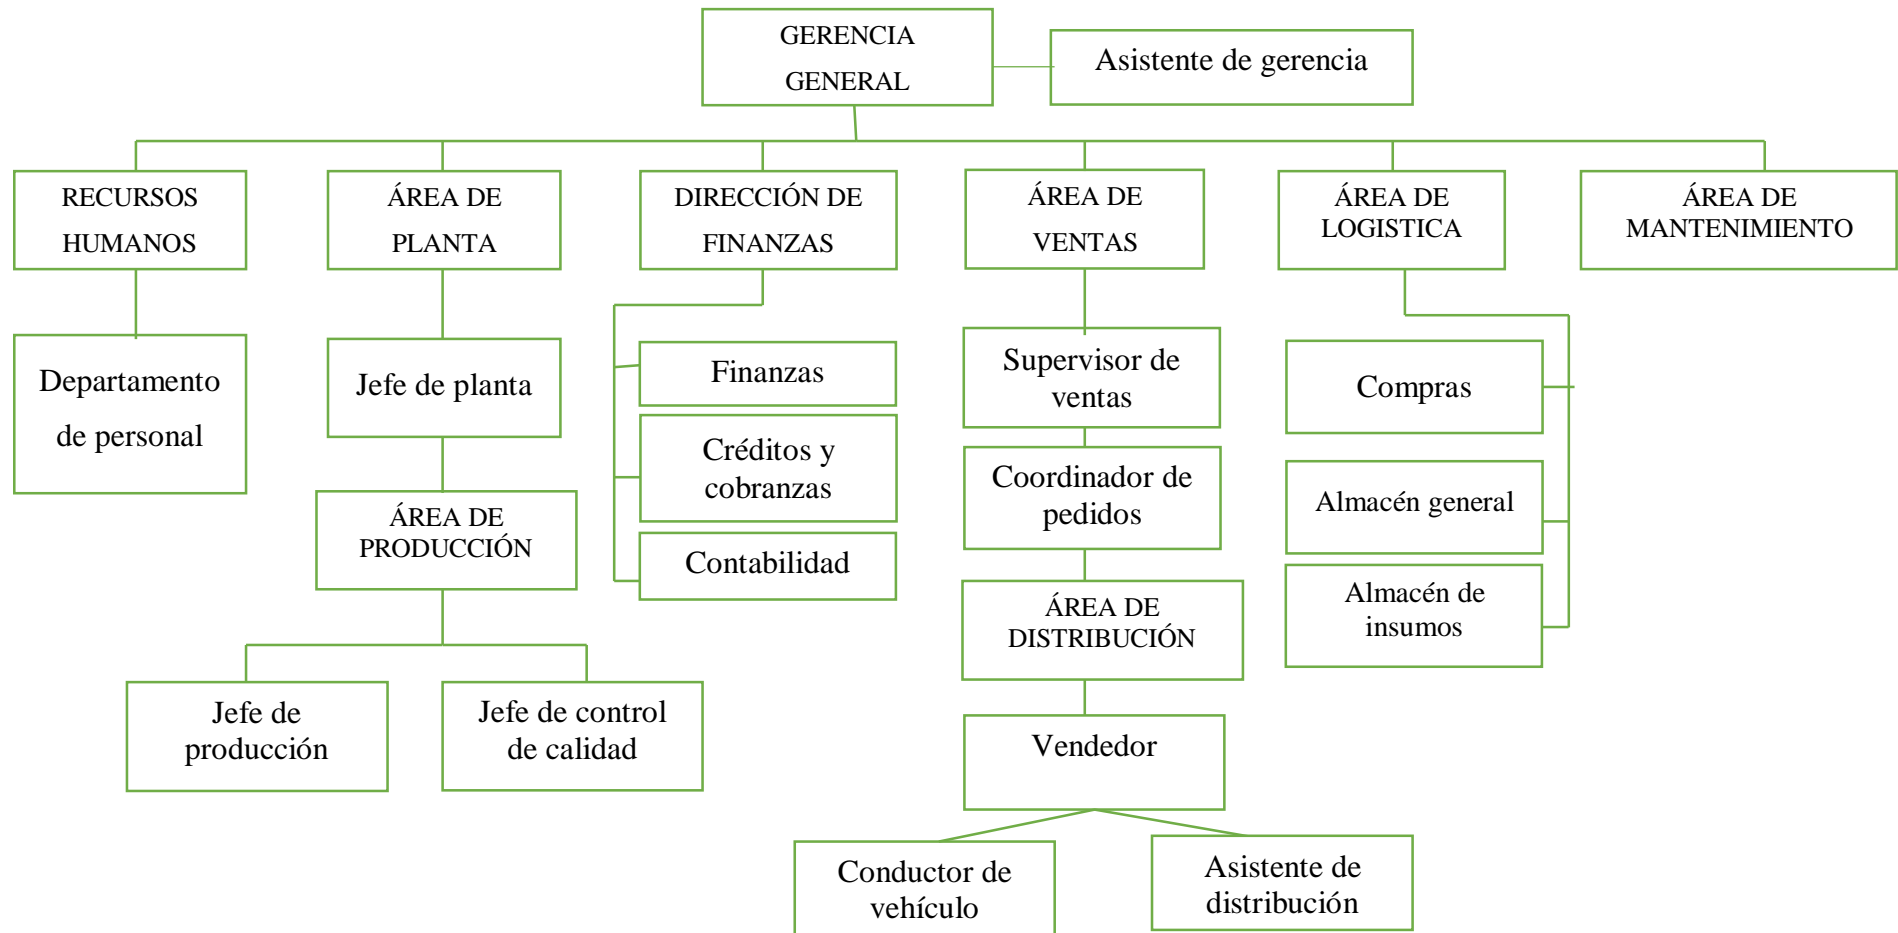 GERENCIA
GENERAL
Asistente de gerencia
RECURSOS
HUMANOS
ÁREA DE
PLANTA
DIRECCIÓN DE
FINANZAS
ÁREA DE
VENTAS
ÁREA DE
LOGISTICA
ÁREA DE
MANTENIMIENTO
Departamento
de personal
Jefe de planta
Finanzas
Supervisor de
ventas
Compras
Créditos y
cobranzas
Coordinador de
pedidos
Almacén general
ÁREA DE
PRODUCCIÓN
Contabilidad
ÁREA DE
DISTRIBUCIÓN
Almacén de
insumos
Jefe de
producción
Jefe de control
de calidad
Vendedor
Conductor de
vehículo
Asistente de
distribución